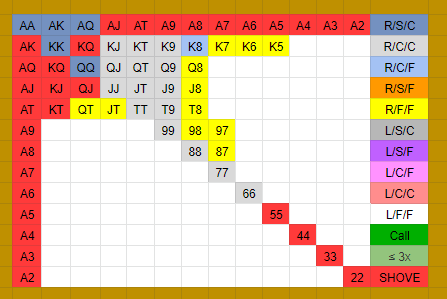 AA AK AQ AJ AT A9 A8 A7 A6 A5 A4 A3 A2 R/S/C
AK KK KQ KJ KT K9 K8 K7 K6 K5 R/C/C
AQ KQ QQ QJ QT Q9 Q8 R/C/F
AJ KJ QJ JJ JT J9 J8 R/S/F
AT KT QT JT TT T9 T8 R/F/F
A9 99 98 97 L/S/C
A8 88 87 L/S/F
A7 77 L/C/F
A6 66 L/C/C
A5 55 L/F/F
A4 44 Call
A3 33 ≤ 3x
A2 22 SHOVE